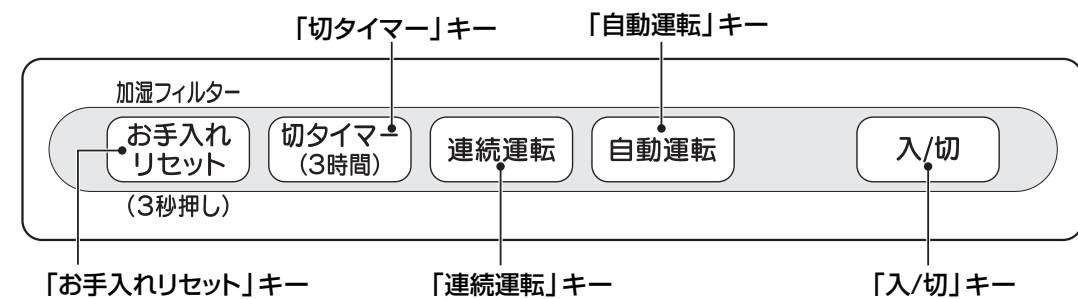 「切タイマー」キー
「自動運転」キー
加湿フィルター
お手入れ
リセット
切タイマー
(3時間)
連続運転
自動運転
入/切
(3秒押し)
「お手入れリセット」キー
「連続運転」キー
「入/切」キー